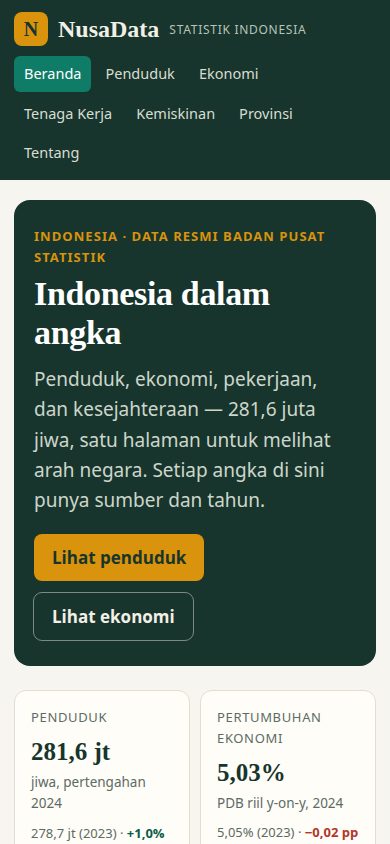 N NusaData STATISTIK INDONESIA
Beranda Penduduk Ekonomi
Tenaga Kerja Kemiskinan Provinsi
Tentang
INDONESIA · DATA RESMI BADAN PUSAT
STATISTIK
Indonesia dalam
angka
Penduduk, ekonomi, pekerjaan,
dan kesejahteraan — 281,6 juta
jiwa, satu halaman untuk melihat
arah negara. Setiap angka di sini
punya sumber dan tahun.
Lihat penduduk
Lihat ekonomi
PENDUDUK
281,6 jt
jiwa, pertengahan
2024
278,7 jt (2023) · +1,0%
PERTUMBUHAN
EKONOMI
5,03%
PDB riil y-on-y, 2024
5,05% (2023) · −0,02 pp